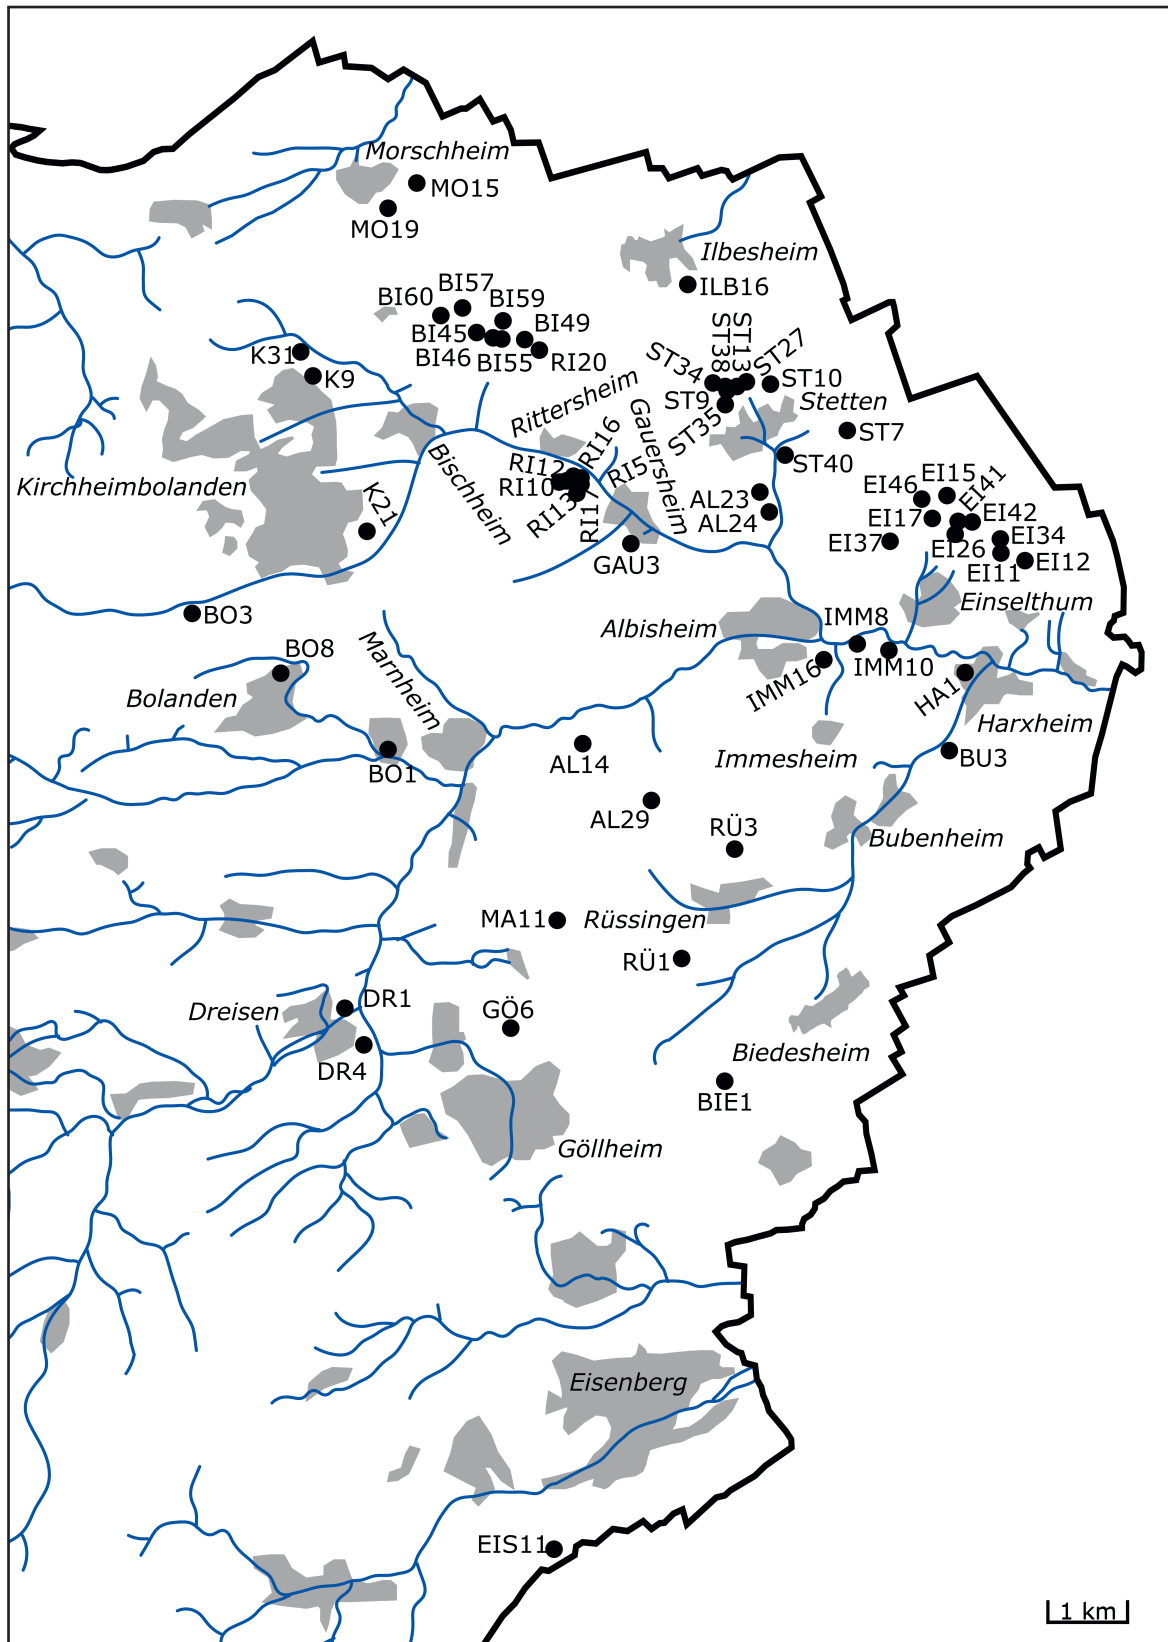 Morschheim
MO15
MO19
Ilbesheim
ILB16
BI57
BI60
BI59
BI45
BI49
BI46
BI55
RI20
K31
K9
ST38
ST13
ST27
ST34
ST10
ST9
ST35
Stetten
ST7
ST40
Rittersheim
Gauersheim
Bischheim
RI16
RI12
RI5
RI10
RI13
RI17
Kirchheimbolanden
K21
AL23
AL24
GAU3
EI15
EI46
EI41
EI17
EI42
EI37
EI26
EI34
EI11
EI12
Einselthum
BO3
BO8
Bolanden
Marnheim
BO1
Albisheim
IMM8
IMM16
IMM10
HA1
Harxheim
Immesheim
BU3
AL14
AL29
RÜ3
Bubenheim
MA11
Rüssingen
RÜ1
Dreisen
DR1
DR4
GÖ6
Biedesheim
BIE1
Göllheim
Eisenberg
EIS11
1 km